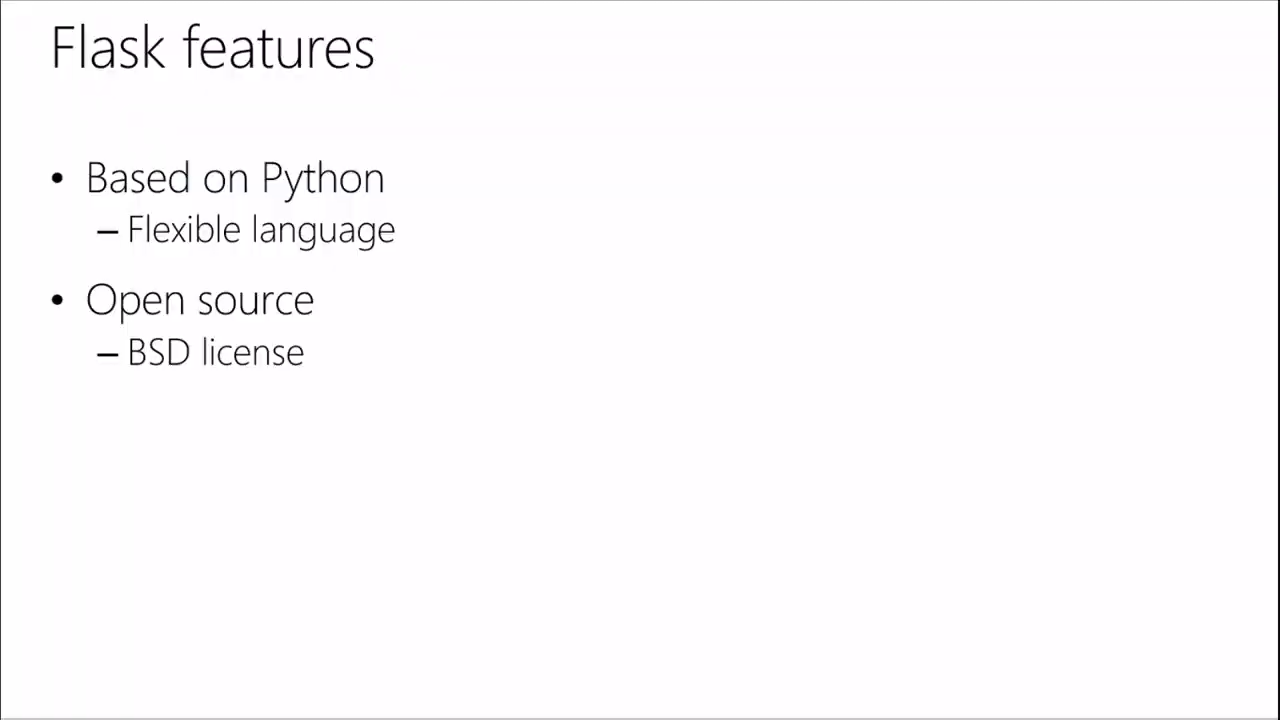 Flask features
• Based on Python
– Flexible language
• Open source
– BSD license